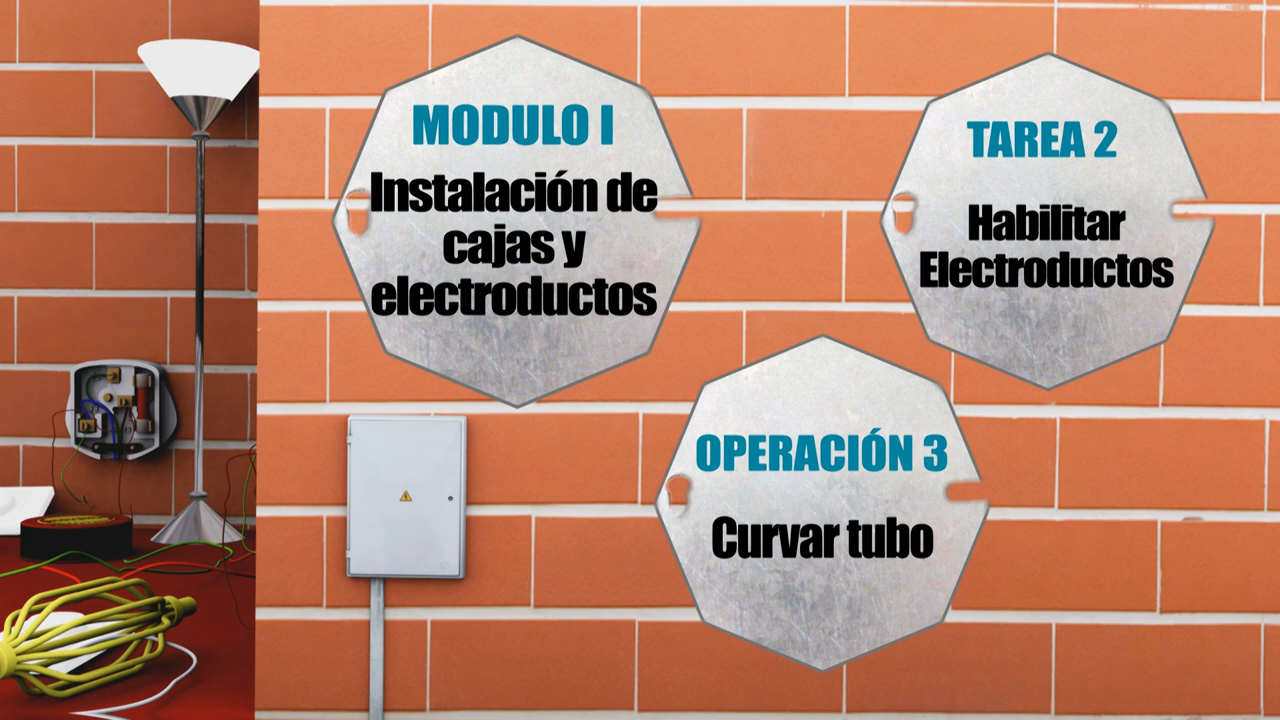 MODULO I
Instalación de
cajas y
electroductos
TAREA 2
Habilitar
Electroductos
OPERACIÓN 3
Curvar tubo